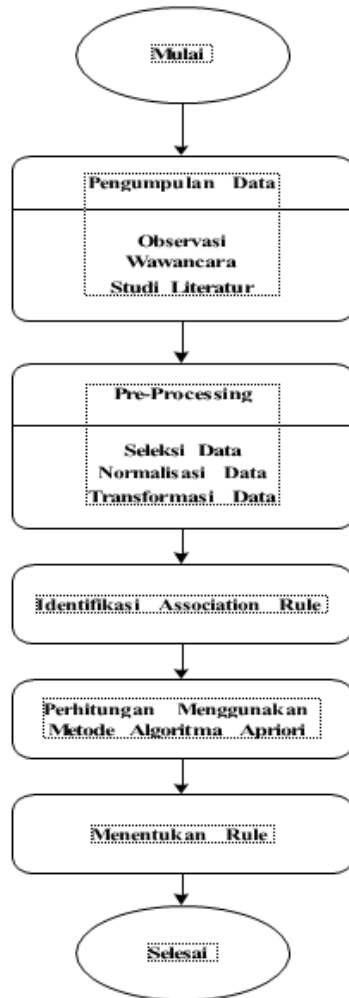 Mulai
Pengumpulan Data
Observasi
Wawancara
Studi Literatur
Pre-Processing
Seleksi Data
Normalisasi Data
Transformasi Data
Identifikasi Association Rule
Perhitungan Menggunakan
Metode Algoritma Apriori
Menentukan Rule
Selesai